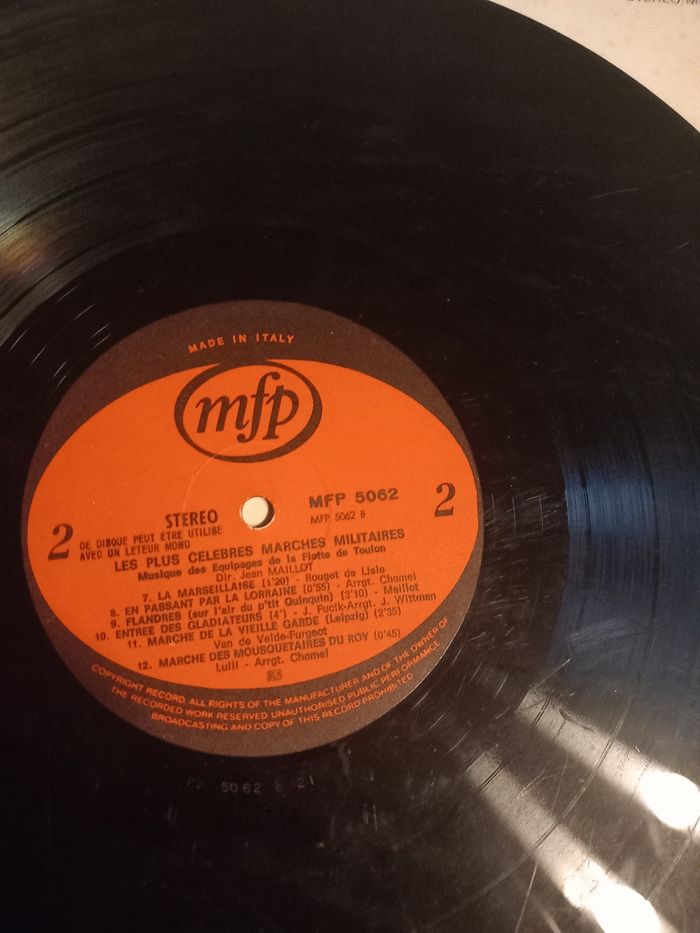 MADE IN ITALY
mfp
2
STEREO
DE DISQUE PEUT ETRE UTILISE
AVEC UN LETEUR MONO
MFP 5062
MFP 5062 B
2
LES PLUS CELEBRES MARCHES MILITAIRES
Musique des Equipages de la Flotte de Toulon
Dir. Jean MAILLOT
7. LA MARSEILLAISE (1'20) - Rouget de Lisle
8. EN PASSANT PAR LA LORRAINE (0'55) - Arrgt. Chomel
9. FLANDRES (sur l'air du p'tit Quinquin) (3'10) - Maillot
10. ENTREE DES GLADIATEURS (4') - J. Fucik-Arrgt. J. Wittman
11. MARCHE DE LA VIEILLE GARDE (Leipzig) (2'35)
Van de Velde-Furgeot
12. MARCHE DES MOUSQUETAIRES DU ROY (0'45)
Lulli - Arrgt. Chomel
COPYRIGHT RECORD. ALL RIGHTS OF THE MANUFACTURER AND OF THE OWNER OF
THE RECORDED WORK RESERVED UNAUTHORISED PUBLIC PERFORMANCE
BROADCASTING AND COPY OF THIS RECORD PROHIBITED
5062 21